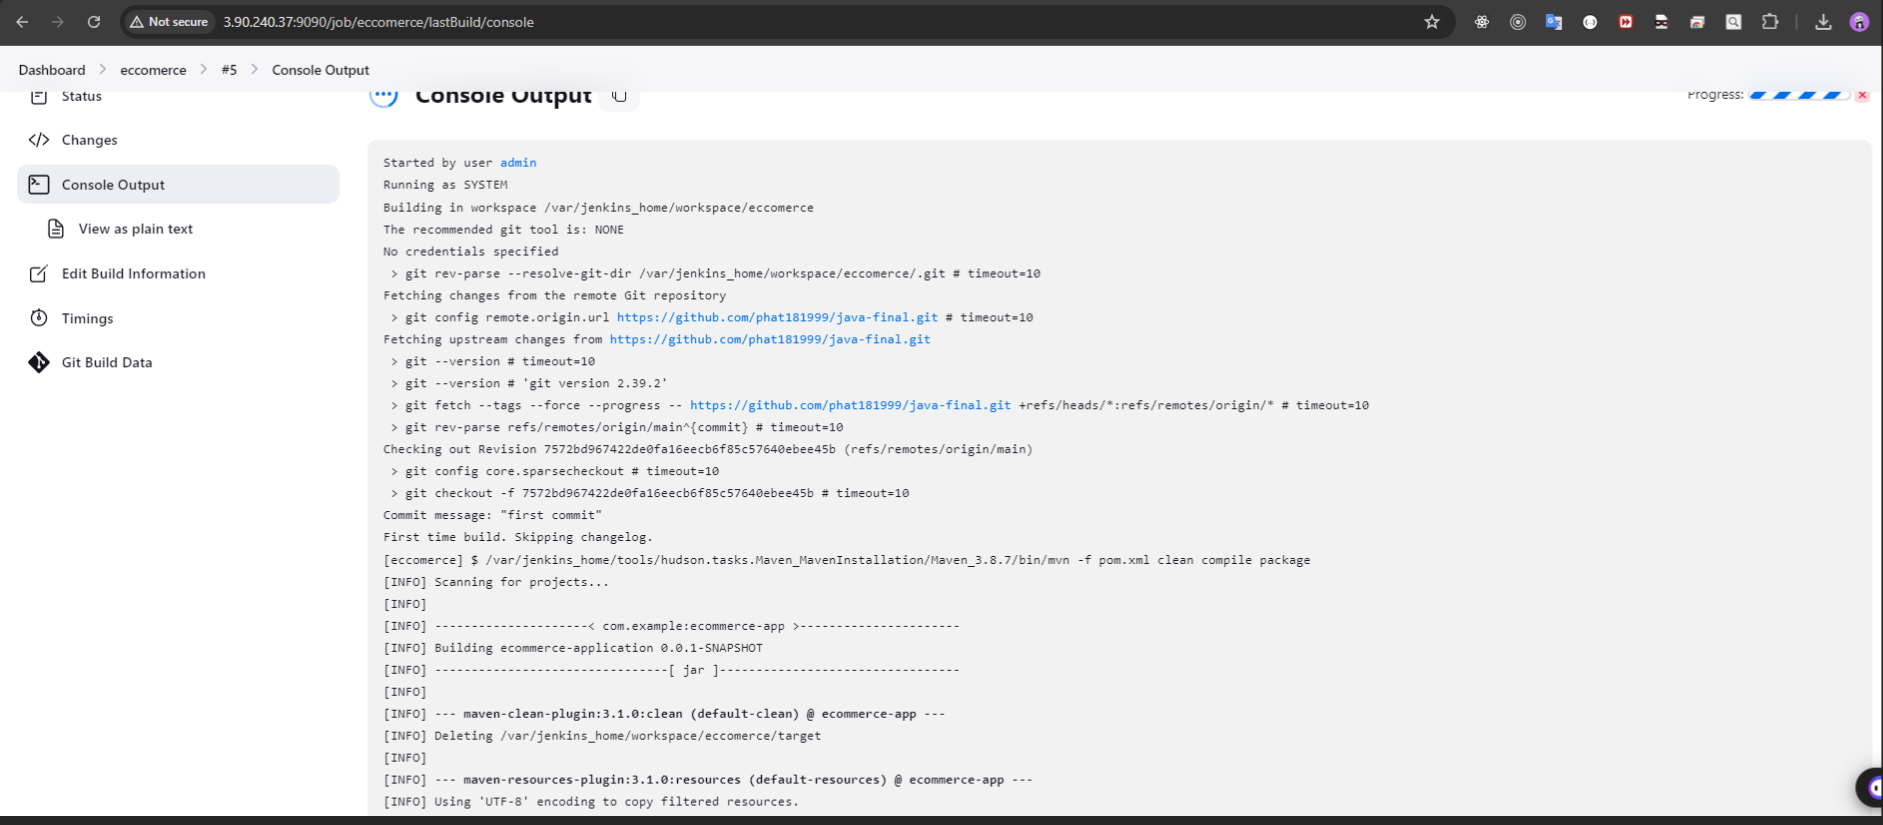 Not secure 3.90.240.37:9090/job/eccomerce/lastBuild/console
Dashboard eccomerce #5 Console Output
Status
Changes
Console Output
View as plain text
Edit Build Information
Timings
Git Build Data
Console Output
Progress:
Started by user admin
Running as SYSTEM
Building in workspace /var/jenkins_home/workspace/eccomerce
The recommended git tool is: NONE
No credentials specified
> git rev-parse --resolve-git-dir /var/jenkins_home/workspace/eccomerce/.git # timeout=10
Fetching changes from the remote Git repository
> git config remote.origin.url https://github.com/phat181999/java-final.git # timeout=10
Fetching upstream changes from https://github.com/phat181999/java-final.git
> git --version # timeout=10
> git --version # 'git version 2.39.2'
> git fetch --tags --force --progress -- https://github.com/phat181999/java-final.git +refs/heads/*:refs/remotes/origin/* # timeout=10
> git rev-parse refs/remotes/origin/main^{commit} # timeout=10
Checking out Revision 7572bd967422de0fa16eecb6f85c57640ebee45b (refs/remotes/origin/main)
> git config core.sparsecheckout # timeout=10
> git checkout -f 7572bd967422de0fa16eecb6f85c57640ebee45b # timeout=10
Commit message: "first commit"
First time build. Skipping changelog.
[eccomerce] $ /var/jenkins_home/tools/hudson.tasks.Maven_MavenInstallation/Maven_3.8.7/bin/mvn -f pom.xml clean compile package
[INFO] Scanning for projects...
[INFO]
[INFO] ---------------------< com.example:ecommerce-app >----------------------
[INFO] Building ecommerce-application 0.0.1-SNAPSHOT
[INFO] --------------------------------[ jar ]---------------------------------
[INFO]
[INFO] --- maven-clean-plugin:3.1.0:clean (default-clean) @ ecommerce-app ---
[INFO] Deleting /var/jenkins_home/workspace/eccomerce/target
[INFO]
[INFO] --- maven-resources-plugin:3.1.0:resources (default-resources) @ ecommerce-app ---
[INFO] Using 'UTF-8' encoding to copy filtered resources.